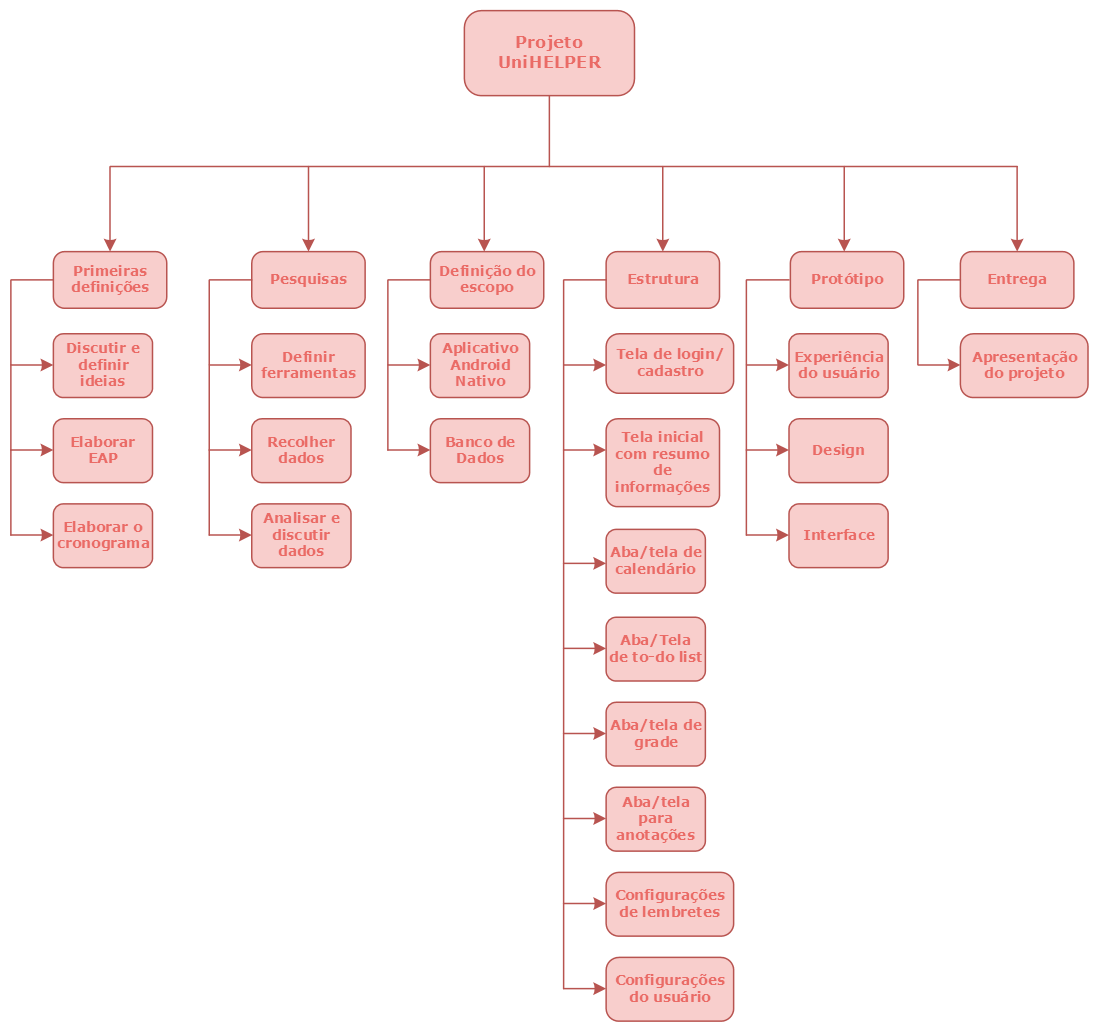 Projeto
UniHELPER
Primeiras
definições
Discutir e
definir
ideias
Elaborar
EAP
Elaborar o
cronograma
Pesquisas
Definir
ferramentas
Recolher
dados
Analisar e
discutir
dados
Definição do
escopo
Aplicativo
Android
Nativo
Banco de
Dados
Estrutura
Tela de login/
cadastro
Tela inicial
com resumo
de
informações
Aba/tela de
calendário
Aba/Tela
de to-do list
Aba/tela de
grade
Aba/tela
para
anotações
Configurações
de lembretes
Configurações
do usuário
Protótipo
Experiência
do usuário
Design
Interface
Entrega
Apresentação
do projeto